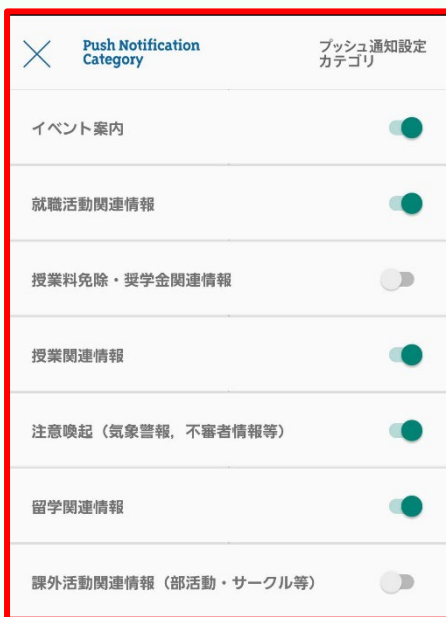 Push Notification
Category
プッシュ通知設定
カテゴリ
イベント案内
就職活動関連情報
授業料免除・奨学金関連情報
授業関連情報
注意喚起（気象警報，不審者情報等）
留学関連情報
課外活動関連情報（部活動・サークル等）